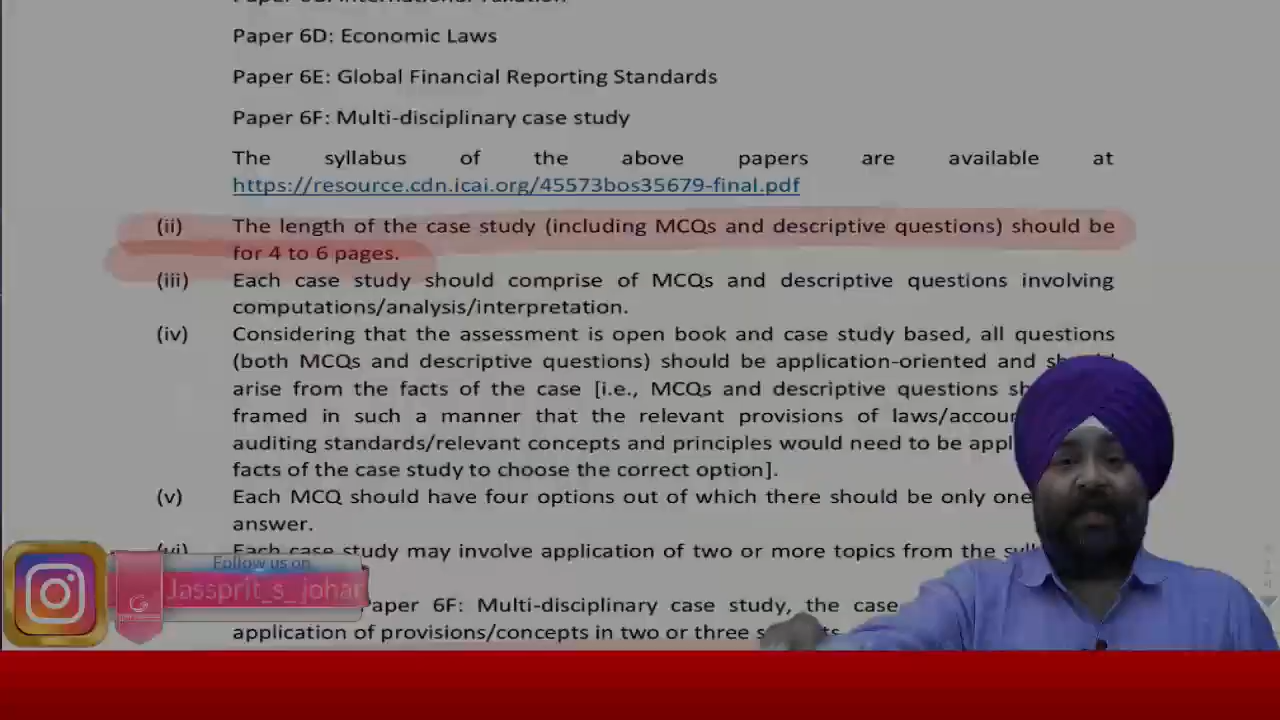 Paper 6D: Economic Laws
Paper 6E: Global Financial Reporting Standards
Paper 6F: Multi-disciplinary case study
The syllabus of the above papers are available at
https://resource.cdn.icai.org/45573bos35679-final.pdf
(ii) The length of the case study (including MCQs and descriptive questions) should be
for 4 to 6 pages.
(iii) Each case study should comprise of MCQs and descriptive questions involving
computations/analysis/interpretation.
(iv) Considering that the assessment is open book and case study based, all questions
(both MCQs and descriptive questions) should be application-oriented and
arise from the facts of the case [i.e., MCQs and descriptive questions
framed in such a manner that the relevant provisions of
auditing standards/relevant concepts and principles would need to be
facts of the case study to choose the correct option].
(v) Each MCQ should have four options out of which there should be only one
answer.
(vi) Each case study may involve application of two or more topics from the
Follow us on
Jassprit_s_johar
Paper 6F: Multi-disciplinary case study, the case
application of provisions/concepts in two or three